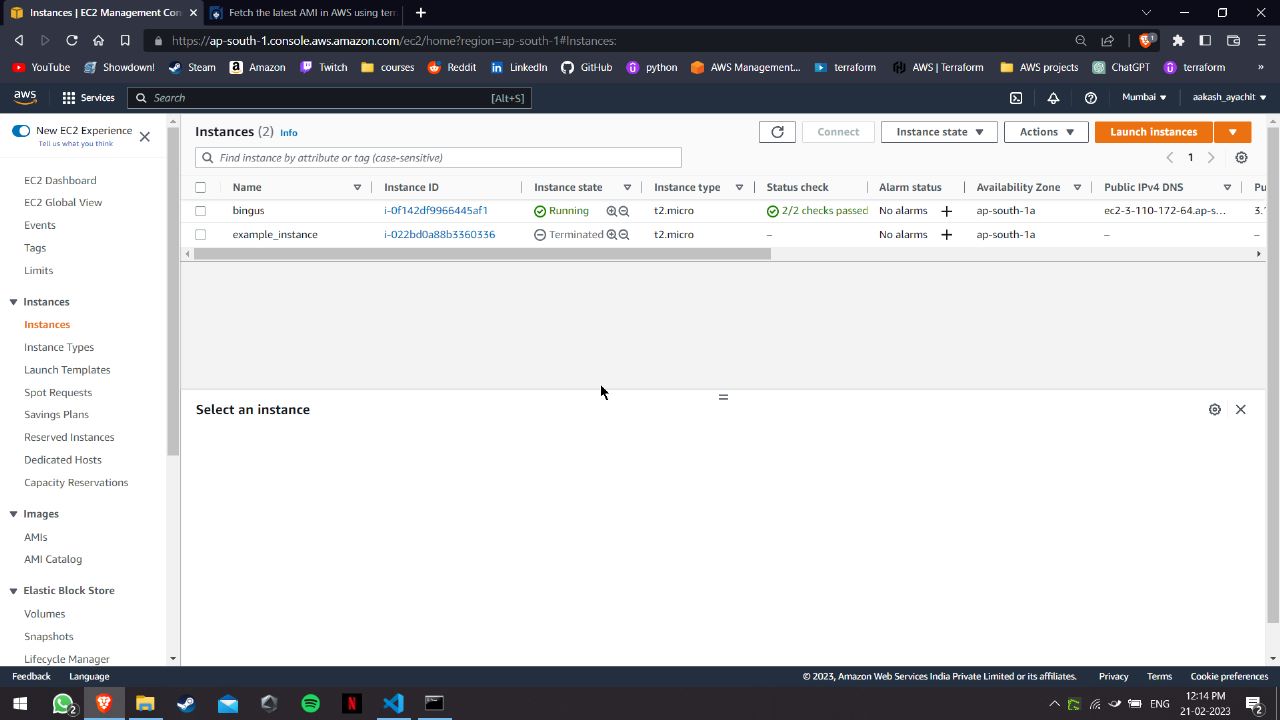 Instances | EC2 Management Con
Fetch the latest AMI in AWS using terr
https://ap-south-1.console.aws.amazon.com/ec2/home?region=ap-south-1#Instances:
YouTube Showdown! Steam Amazon Twitch courses Reddit LinkedIn GitHub python AWS Management... terraform AWS | Terraform AWS projects ChatGPT terraform »
aws Services Search [Alt+S] Mumbai aakash_ayachit
New EC2 Experience
Tell us what you think
EC2 Dashboard
EC2 Global View
Events
Tags
Limits
Instances
Instances
Instance Types
Launch Templates
Spot Requests
Savings Plans
Reserved Instances
Dedicated Hosts
Capacity Reservations
Images
AMIs
AMI Catalog
Elastic Block Store
Volumes
Snapshots
Lifecycle Manager
Instances (2) Info
Connect Instance state Actions Launch instances
Find instance by attribute or tag (case-sensitive)
1
Name Instance ID Instance state Instance type Status check Alarm status Availability Zone Public IPv4 DNS Pu
bingus i-0f142df9966445af1 Running t2.micro 2/2 checks passed No alarms + ap-south-1a ec2-3-110-172-64.ap-s... 3.1
example_instance i-022bd0a88b3360336 Terminated t2.micro – No alarms + ap-south-1a – –
Select an instance
Feedback Language © 2023, Amazon Web Services India Private Limited or its affiliates. Privacy Terms Cookie preferences
2 ENG 12:14 PM
21-02-2023 2